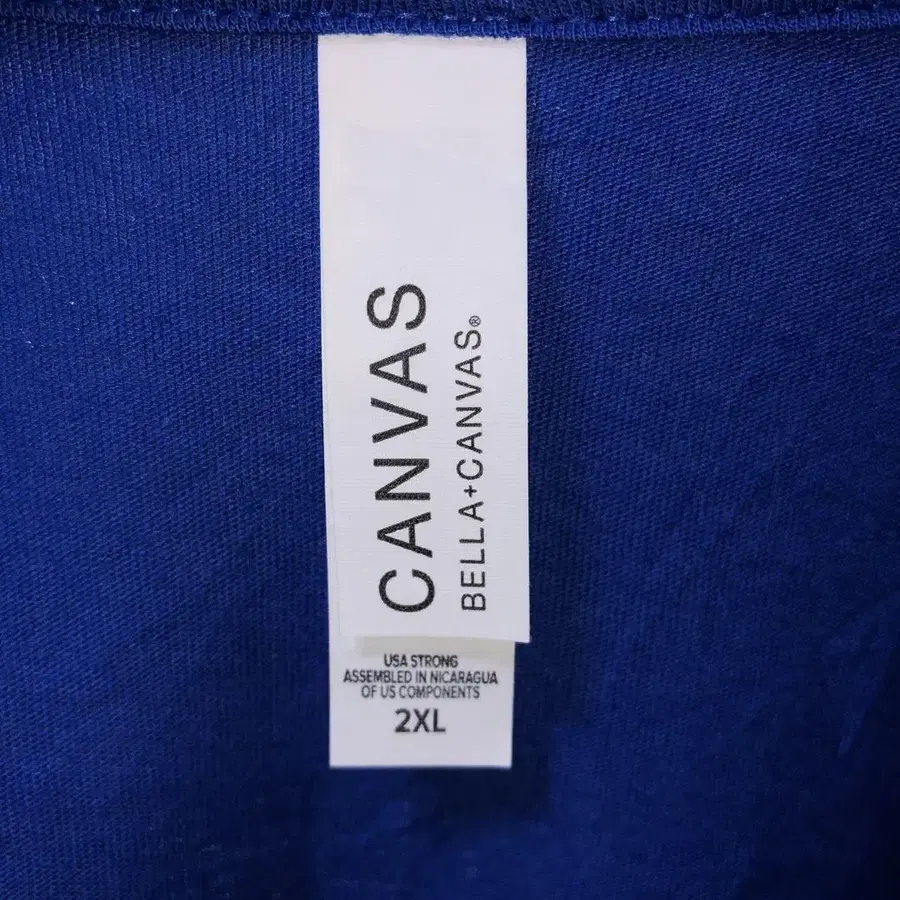 CANVAS
BELLA+CANVAS®
USA STRONG
ASSEMBLED IN NICARAGUA
OF US COMPONENTS
2XL